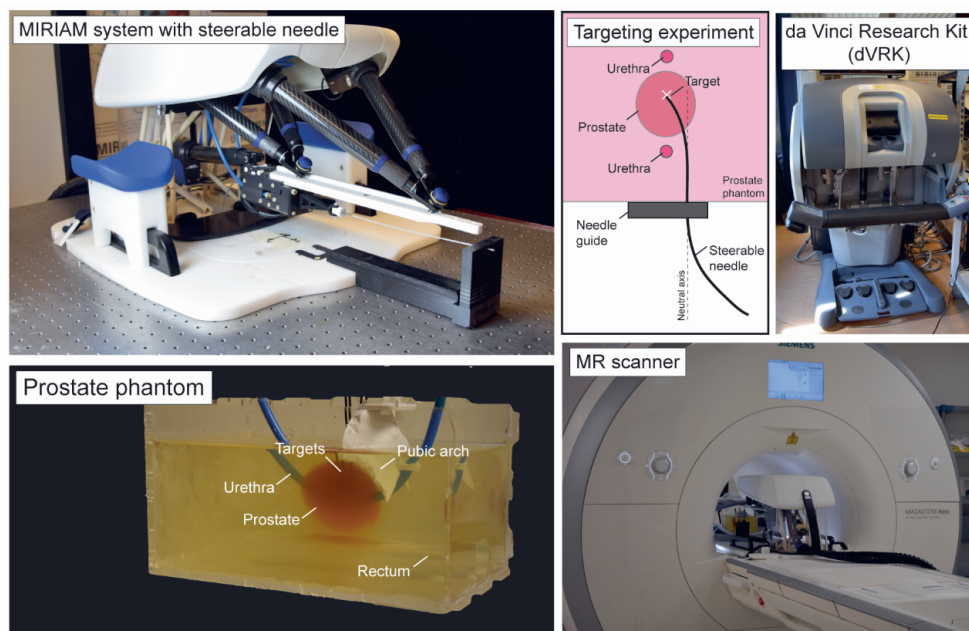 MIRIAM system with steerable needle
Targeting experiment
Urethra
Target
Prostate
Urethra
Prostate
phantom
Needle
guide
Steerable
needle
Neutral axis
da Vinci Research Kit
(dVRK)
Prostate phantom
Targets
Pubic arch
Urethra
Prostate
Rectum
MR scanner
SIEMENS
MAGNETOM Aera